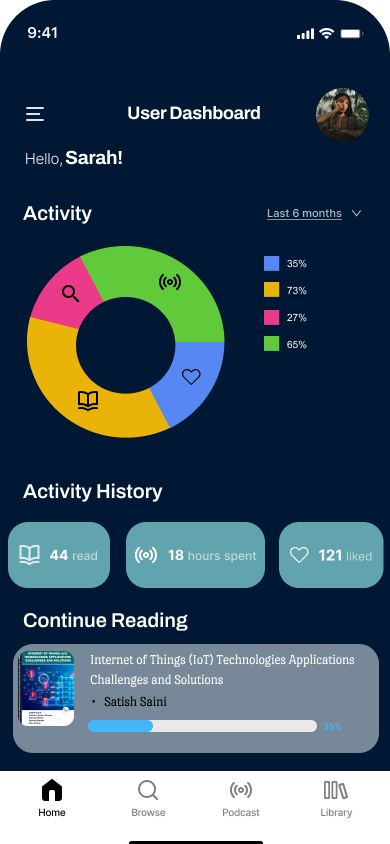 9:41
User Dashboard
Hello, Sarah!
Activity
Last 6 months
35%
73%
27%
65%
Activity History
44 read
18 hours spent
121 liked
Continue Reading
INTERNET OF THINGS (IoT)
TECHNOLOGIES APPLICATIONS
CHALLENGES AND SOLUTIONS
Internet of Things (IoT) Technologies Applications
Challenges and Solutions
• Satish Saini
35%
Home
Browse
Podcast
Library